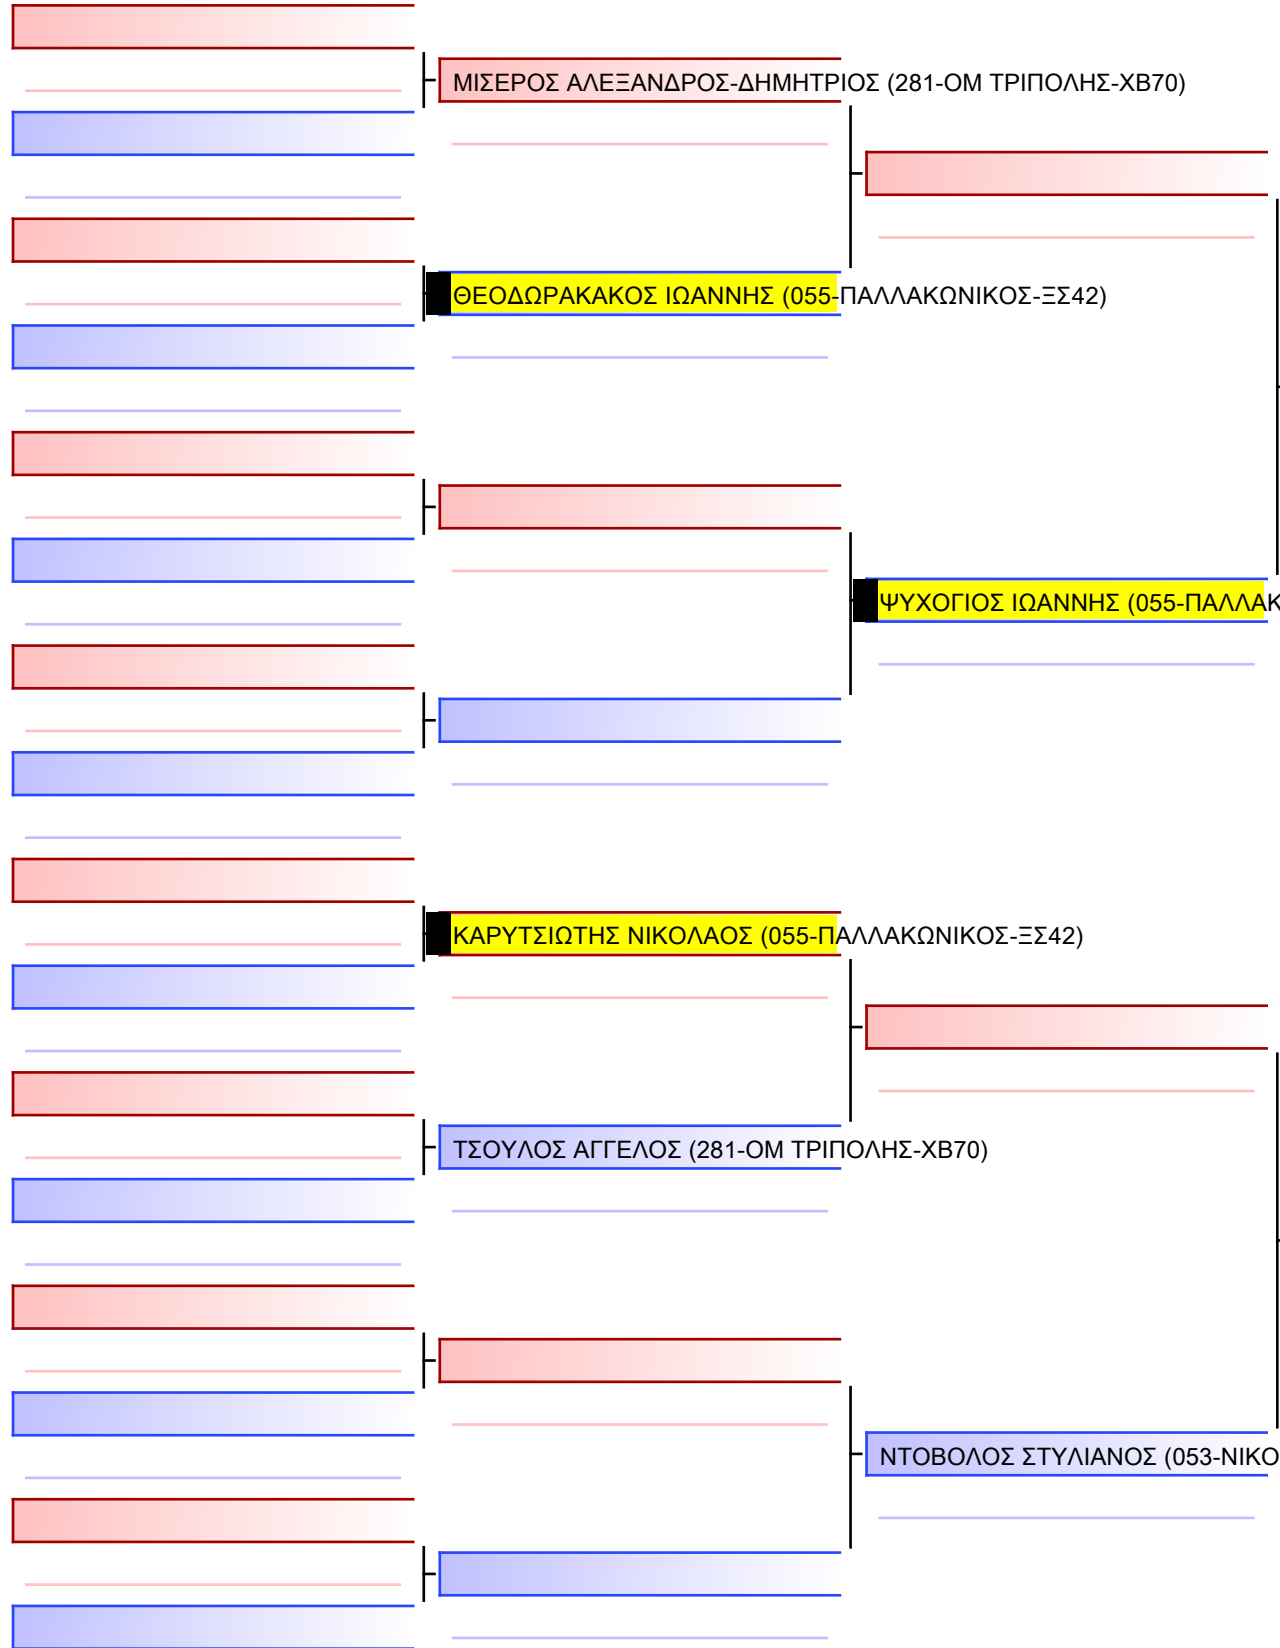 ΜΙΣΕΡΟΣ ΑΛΕΞΑΝΔΡΟΣ-ΔΗΜΗΤΡΙΟΣ (281-ΟΜ ΤΡΙΠΟΛΗΣ-ΧΒ70)
ΘΕΟΔΩΡΑΚΑΚΟΣ ΙΩΑΝΝΗΣ (055-ΠΑΛΛΑΚΩΝΙΚΟΣ-ΞΣ42)
ΨΥΧΟΓΙΟΣ ΙΩΑΝΝΗΣ (055-ΠΑΛΛΑΚ
ΚΑΡΥΤΣΙΩΤΗΣ ΝΙΚΟΛΑΟΣ (055-ΠΑΛΛΑΚΩΝΙΚΟΣ-ΞΣ42)
ΤΣΟΥΛΟΣ ΑΓΓΕΛΟΣ (281-ΟΜ ΤΡΙΠΟΛΗΣ-ΧΒ70)
ΝΤΟΒΟΛΟΣ ΣΤΥΛΙΑΝΟΣ (053-ΝΙΚΟ